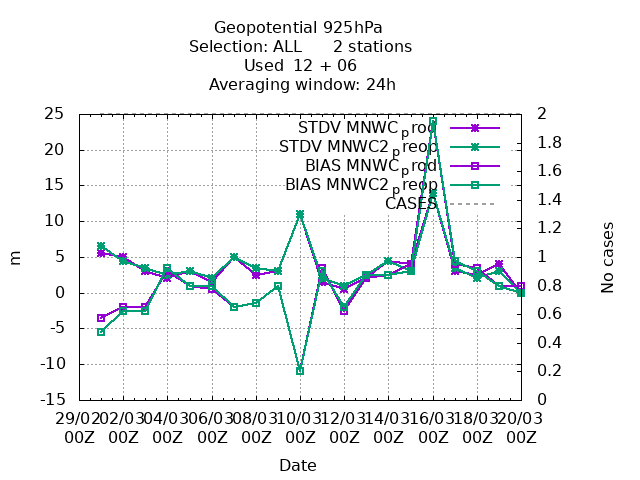 Geopotential 925hPa
Selection: ALL 2 stations
Used 12 + 06
Averaging window: 24h
25
20
15
10
5
0
-5
-10
-15
2
1.8
1.6
1.4
1.2
1
0.8
0.6
0.4
0.2
0
STDV MNWCprod
STDV MNWC2preop
BIAS MNWCprod
BIAS MNWC2preop
CASES
m
No cases
29/02 02/03 04/03 06/03 08/03 10/03 12/03 14/03 16/03 18/03 20/03
00Z 00Z 00Z 00Z 00Z 00Z 00Z 00Z 00Z 00Z 00Z
Date